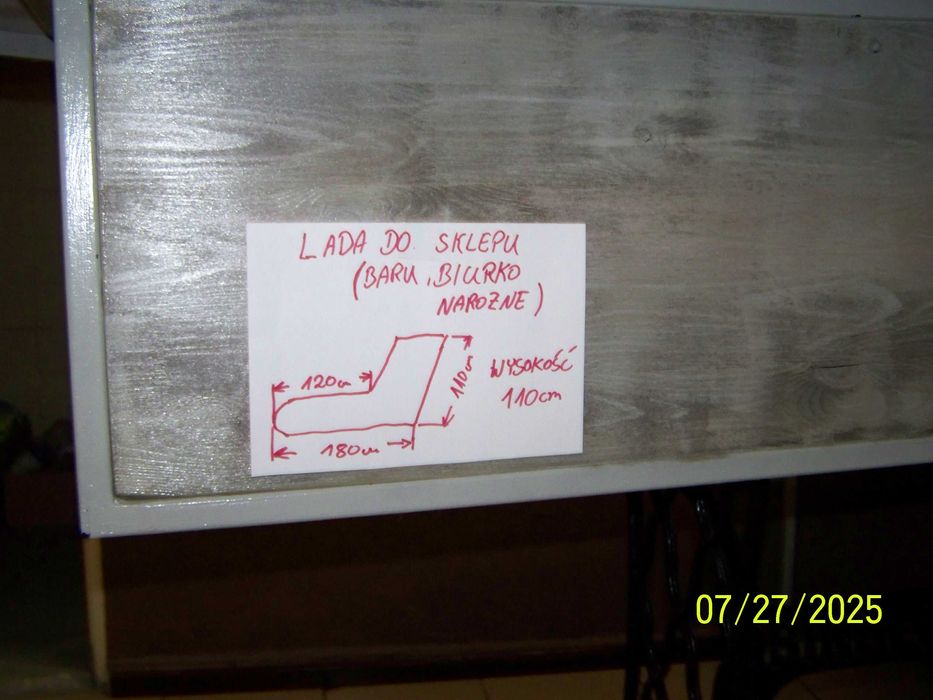 LADA DO SKLEPU
(BARU, BIURKO
NAROZNE)
WYSOKOŚĆ
110cm
120cm
110cm
180cm
07/27/2025